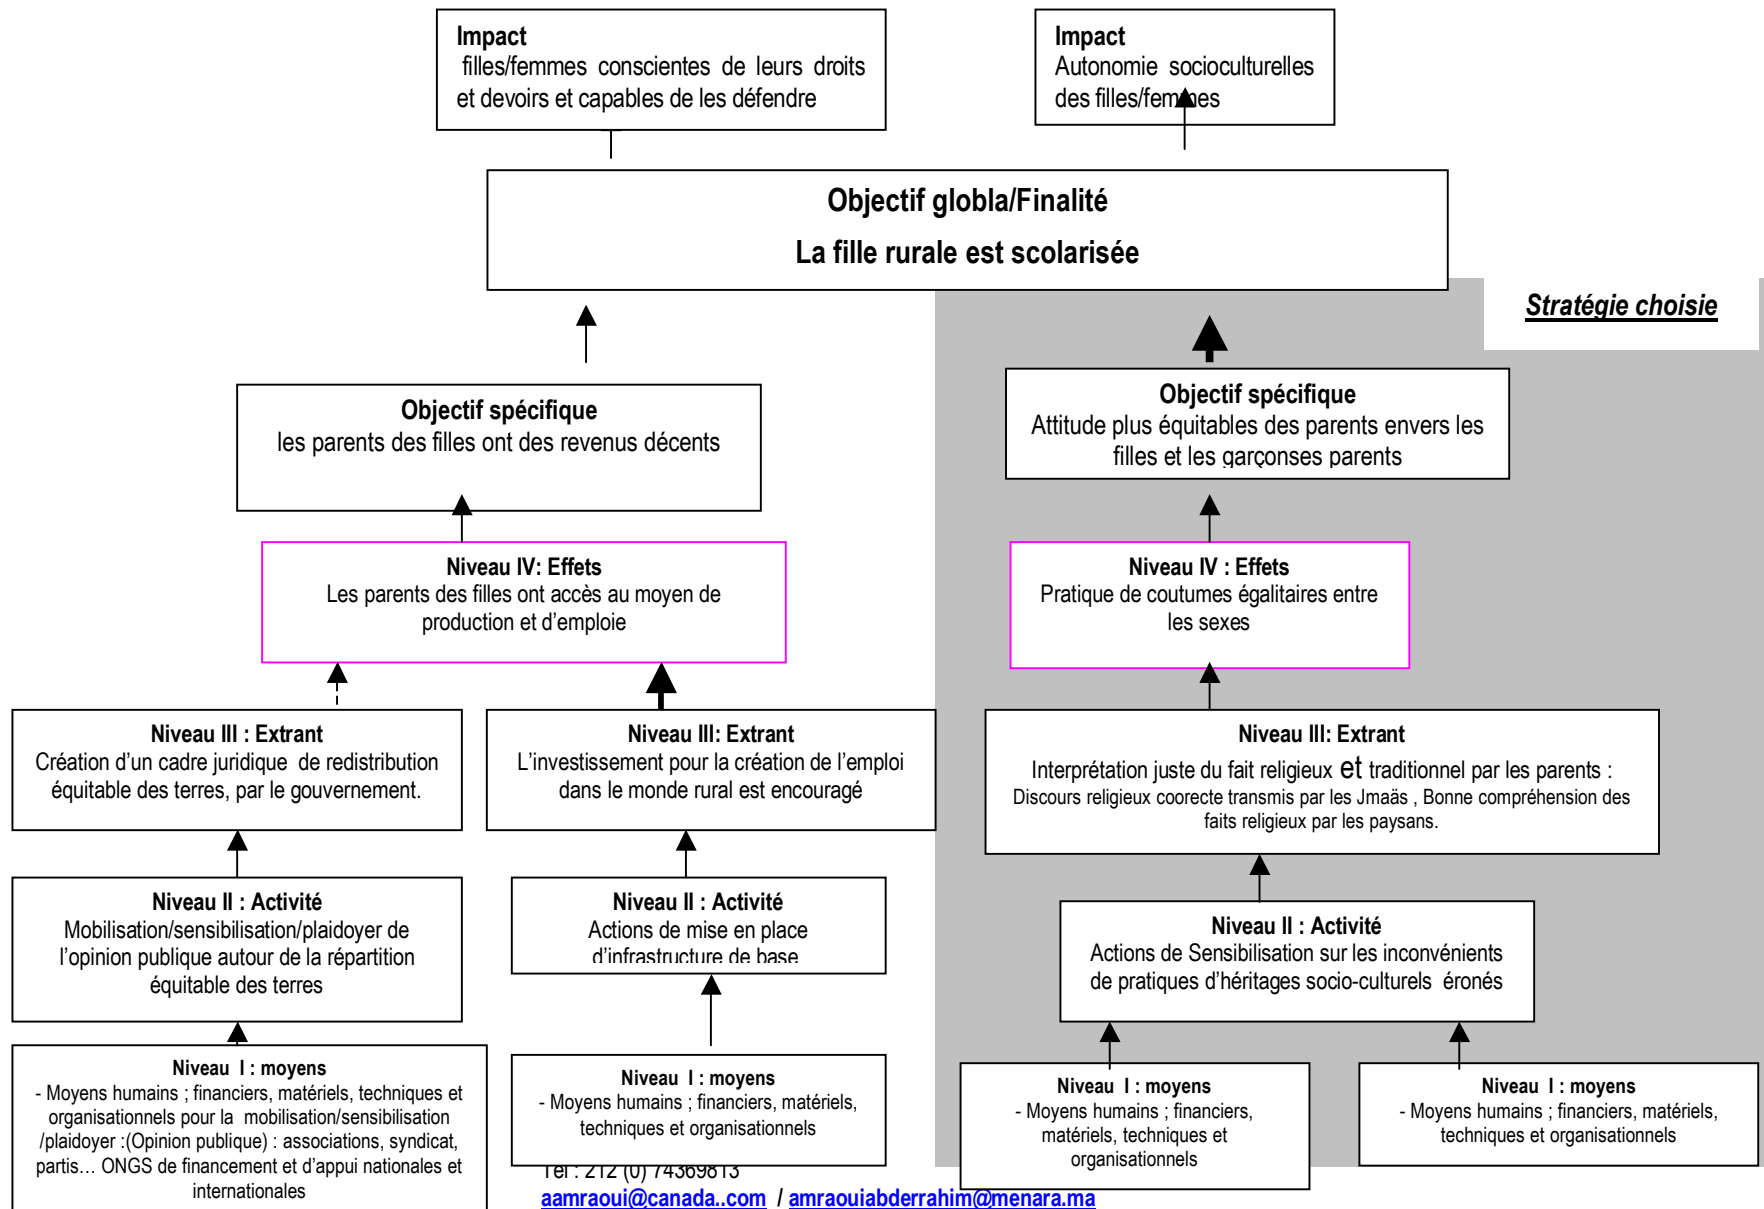 Impact
filles/femmes conscientes de leurs droits
et devoirs et capables de les défendre
Impact
Autonomie socioculturelles
des filles/femmes
Objectif globla/Finalité
La fille rurale est scolarisée
Stratégie choisie
Objectif spécifique
les parents des filles ont des revenus décents
Objectif spécifique
Attitude plus équitables des parents envers les
filles et les garçonses parents
Niveau IV: Effets
Les parents des filles ont accès au moyen de
production et d’emploie
Niveau IV : Effets
Pratique de coutumes égalitaires entre
les sexes
Niveau III : Extrant
Création d’un cadre juridique de redistribution
équitable des terres, par le gouvernement.
Niveau III: Extrant
L’investissement pour la création de l’emploi
dans le monde rural est encouragé
Niveau III: Extrant
Interprétation juste du fait religieux et traditionnel par les parents :
Discours religieux coorecte transmis par les Jmaäs , Bonne compréhension des
faits religieux par les paysans.
Niveau II : Activité
Mobilisation/sensibilisation/plaidoyer de
l’opinion publique autour de la répartition
équitable des terres
Niveau II : Activité
Actions de mise en place
d’infrastructure de base
Niveau II : Activité
Actions de Sensibilisation sur les inconvénients
de pratiques d’héritages socio-culturels éronés
Niveau I : moyens
- Moyens humains ; financiers, matériels, techniques et
organisationnels pour la mobilisation/sensibilisation
/plaidoyer :(Opinion publique) : associations, syndicat,
partis… ONGS de financement et d’appui nationales et
internationales
Niveau I : moyens
- Moyens humains ; financiers, matériels,
techniques et organisationnels
Niveau I : moyens
- Moyens humains ; financiers,
matériels, techniques et
organisationnels
Niveau I : moyens
- Moyens humains ; financiers, matériels,
techniques et organisationnels
Tel : 212 (0) 74369813
aamraoui@canada..com / amraouiabderrahim@menara.ma